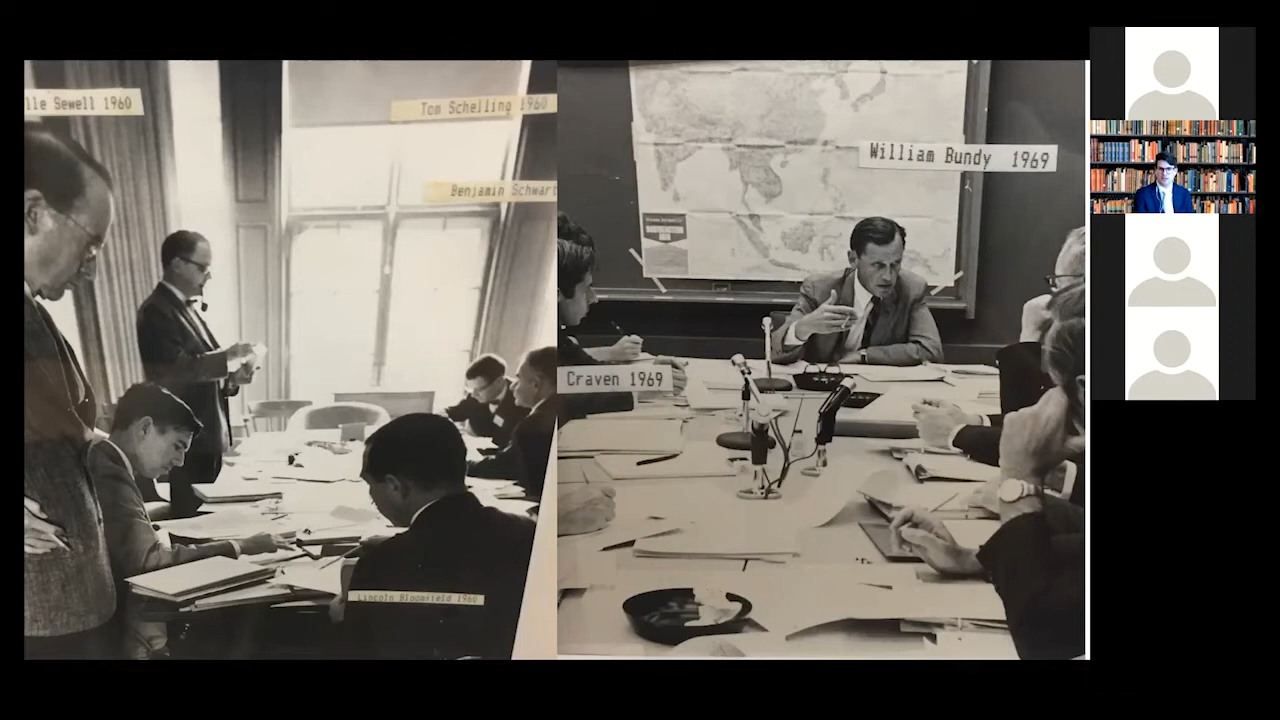 lle Sewell 1960
Tom Schelling 1960
Benjamin Schwart
Lincoln Bloomfield 1960
William Bundy 1969
Craven 1969